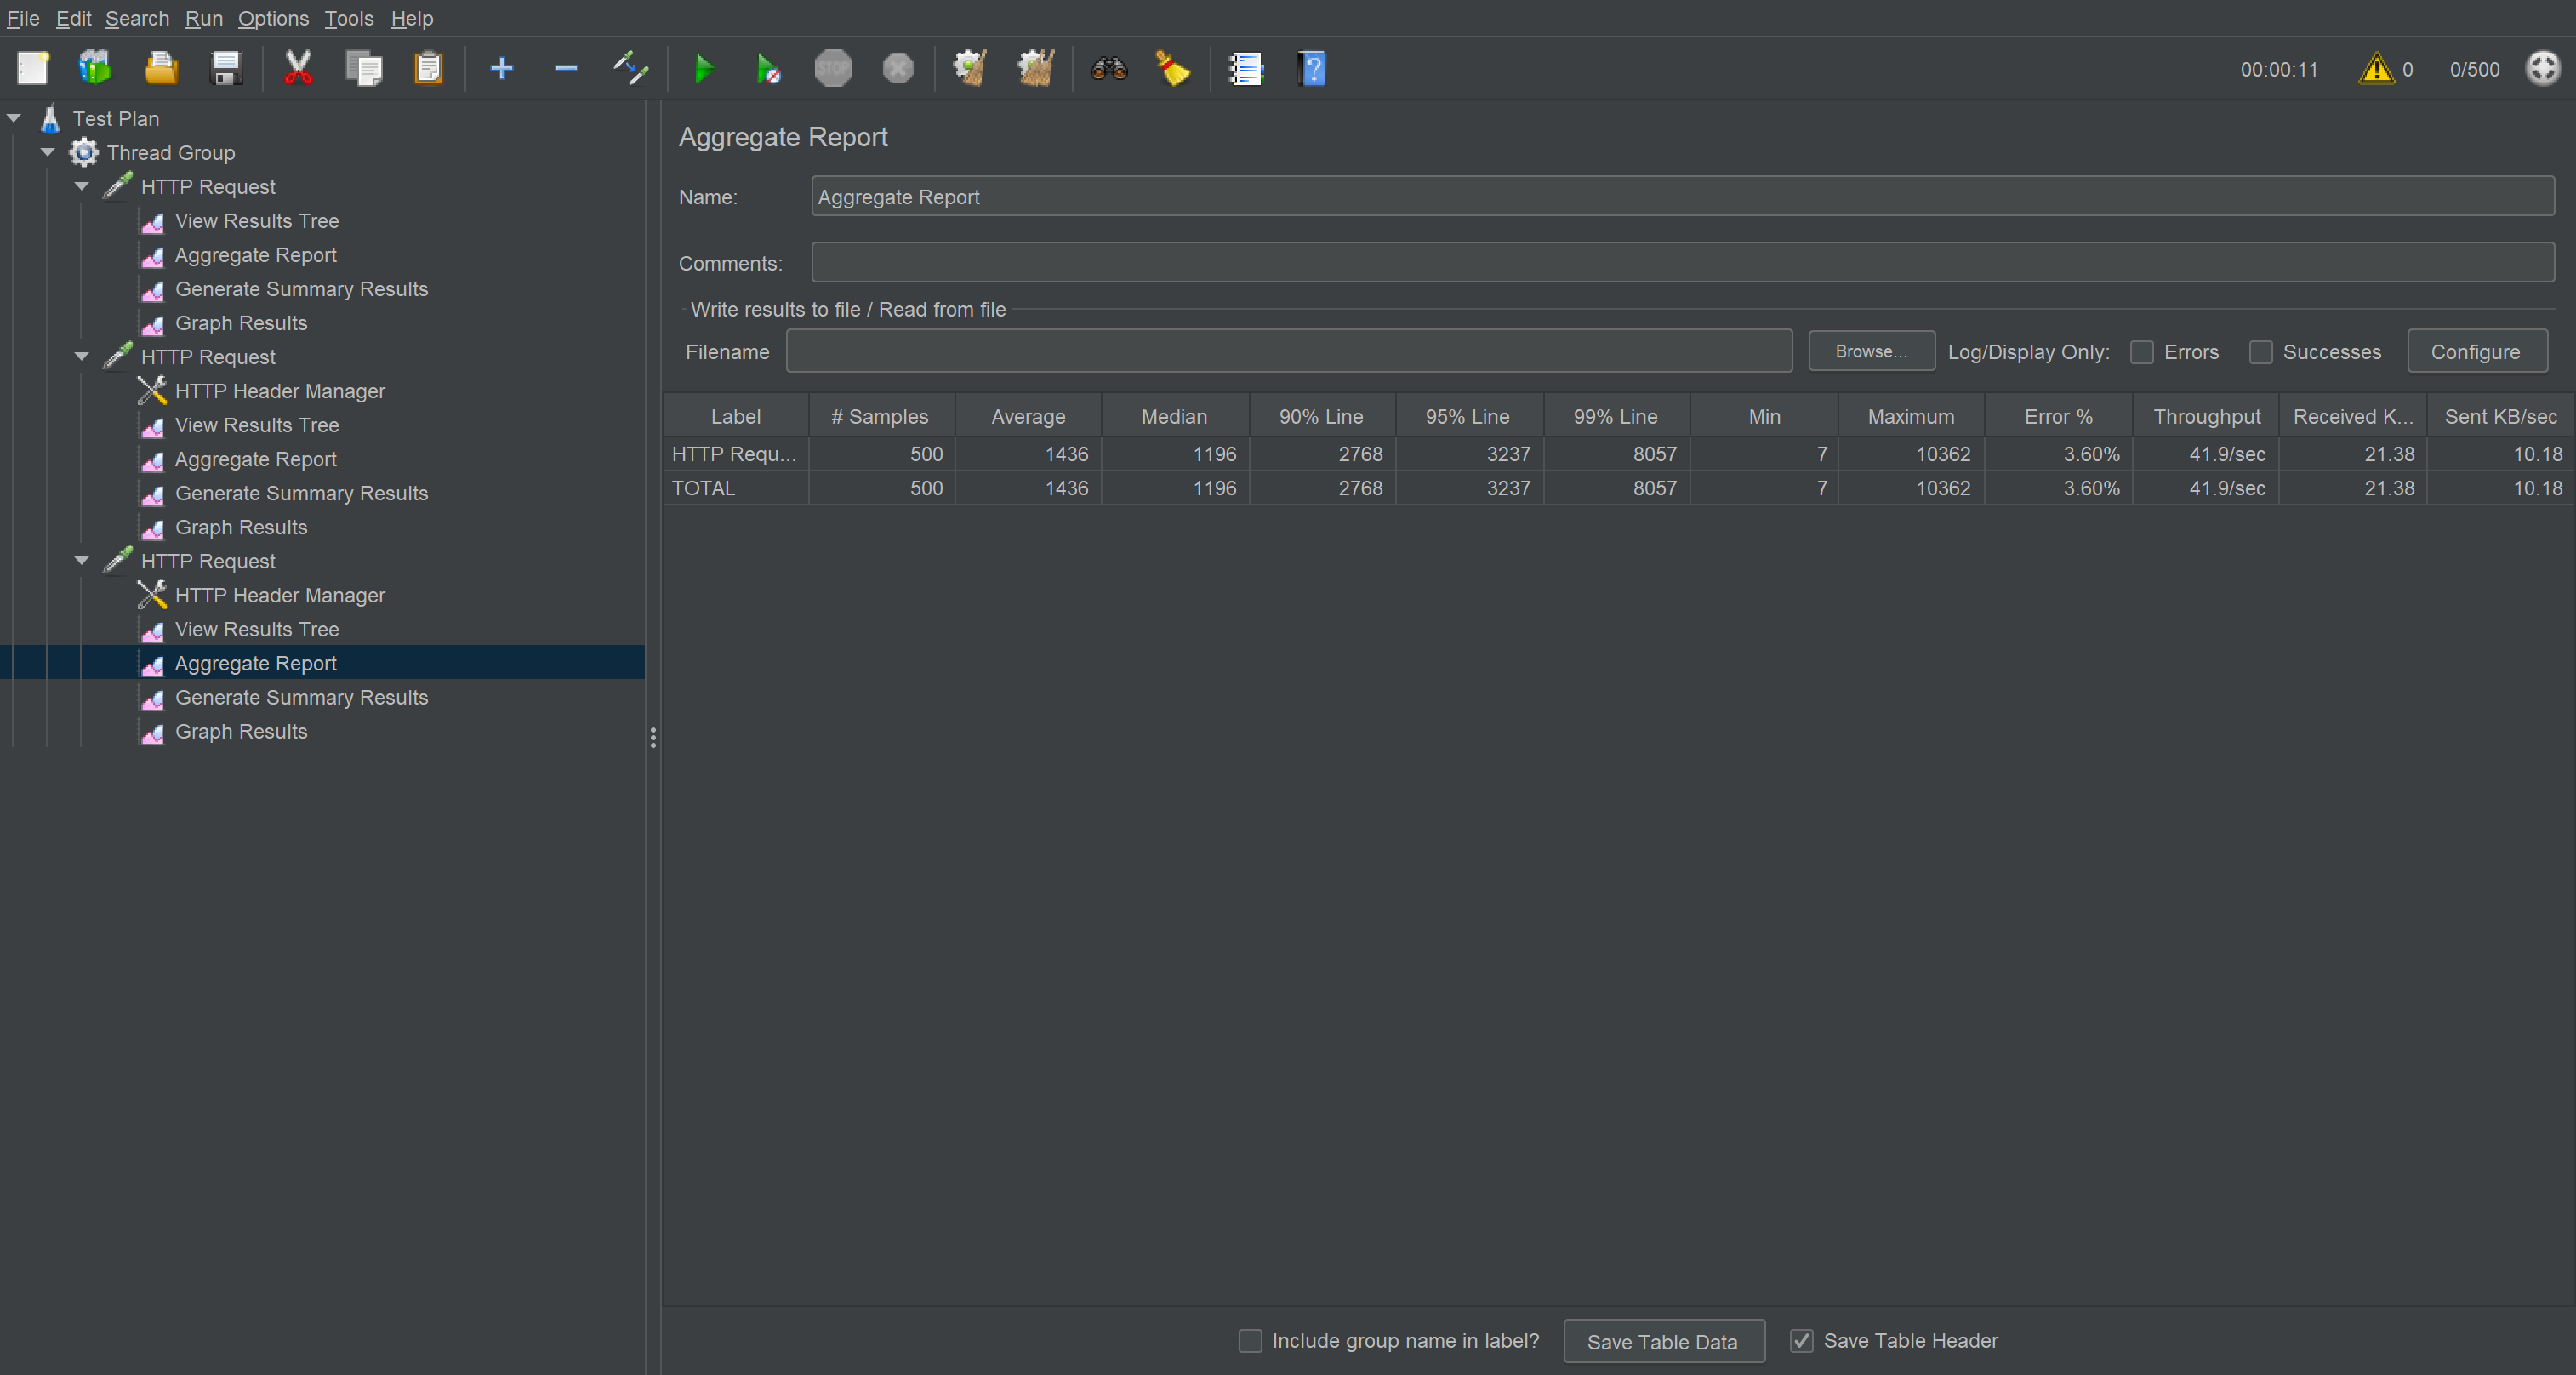 File Edit Search Run Options Tools Help
STOP
00:00:11 0 0/500
Test Plan
Thread Group
HTTP Request
View Results Tree
Aggregate Report
Generate Summary Results
Graph Results
HTTP Request
HTTP Header Manager
View Results Tree
Aggregate Report
Generate Summary Results
Graph Results
HTTP Request
HTTP Header Manager
View Results Tree
Aggregate Report
Generate Summary Results
Graph Results
Aggregate Report
Name: Aggregate Report
Comments:
Write results to file / Read from file
Filename Browse... Log/Display Only: Errors Successes Configure
Label # Samples Average Median 90% Line 95% Line 99% Line Min Maximum Error % Throughput Received K... Sent KB/sec
HTTP Requ... 500 1436 1196 2768 3237 8057 7 10362 3.60% 41.9/sec 21.38 10.18
TOTAL 500 1436 1196 2768 3237 8057 7 10362 3.60% 41.9/sec 21.38 10.18
Include group name in label? Save Table Data Save Table Header